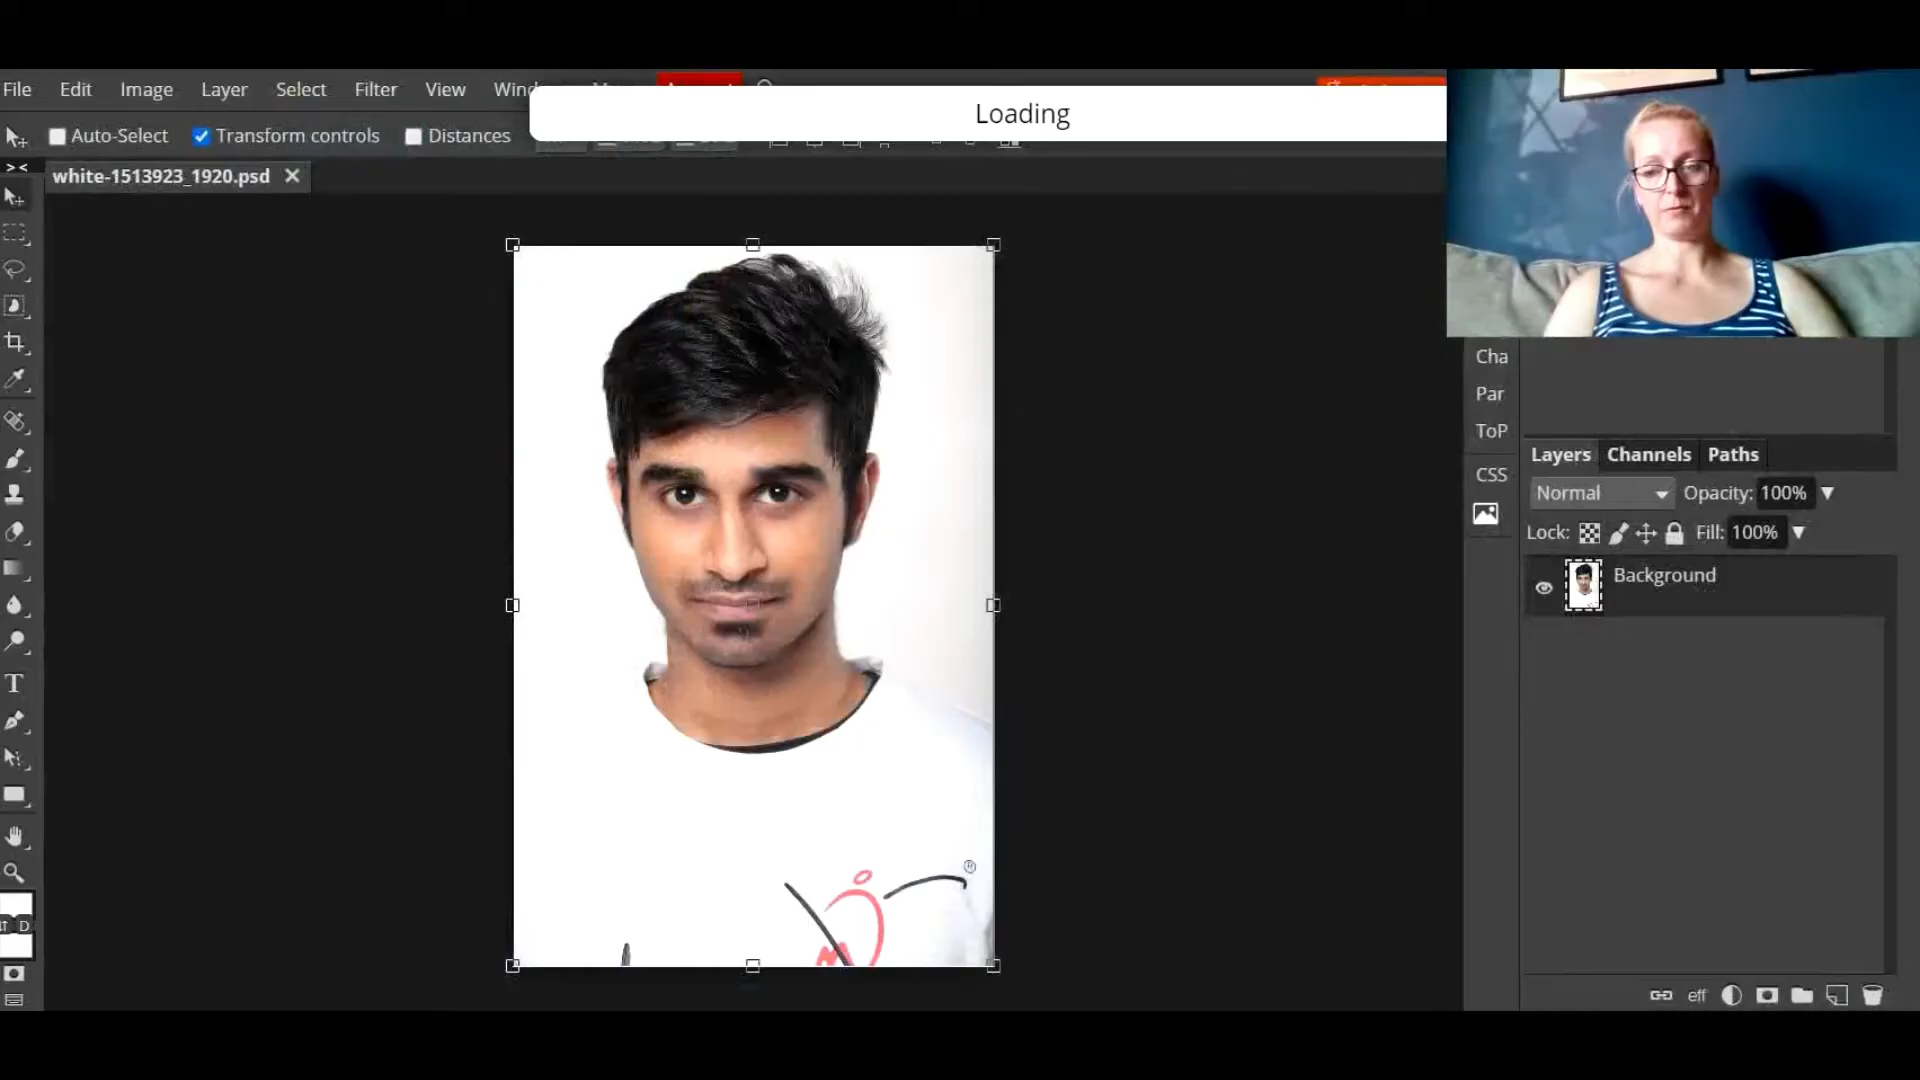 File Edit Image Layer Select Filter View
Loading
Auto-Select Transform controls Distances
white-1513923_1920.psd
Cha
Par
ToP
CSS
Layers Channels Paths
Normal Opacity: 100%
Lock: Fill: 100%
Background
T
D
®
eff